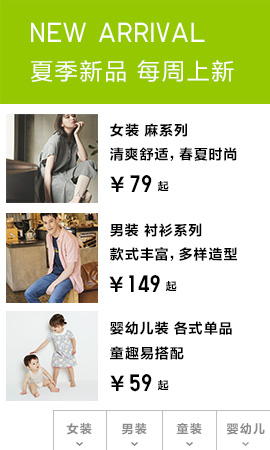 NEW ARRIVAL
夏季新品 每周上新
女装 麻系列
清爽舒适，春夏时尚
¥79 起
男装 衬衫系列
款式丰富，多样造型
¥149 起
婴幼儿装 各式单品
童趣易搭配
¥59 起
女装 男装 童装 婴幼儿